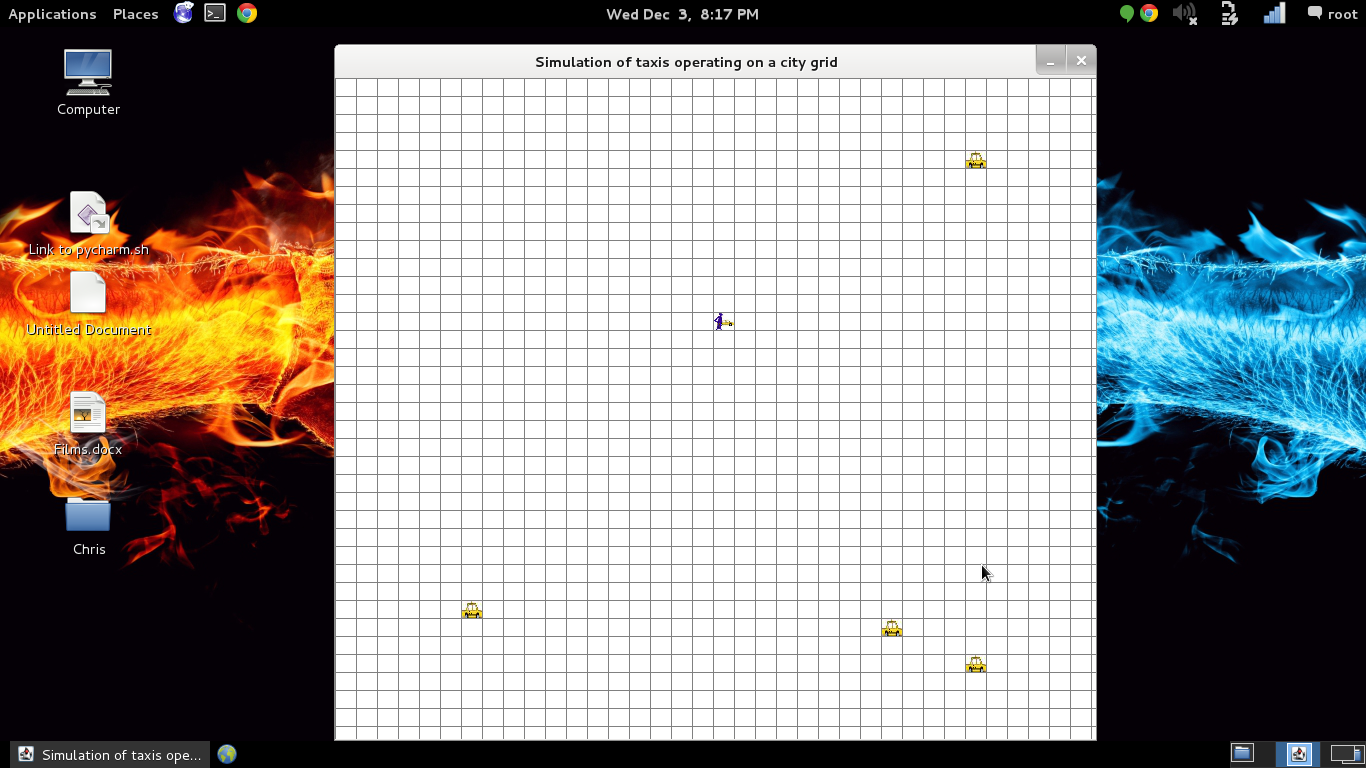 Applications Places
Wed Dec 3, 8:17 PM
root
Simulation of taxis operating on a city grid
Computer
Link to pycharm.sh
Untitled Document
Films.docx
Chris
Simulation of taxis ope...